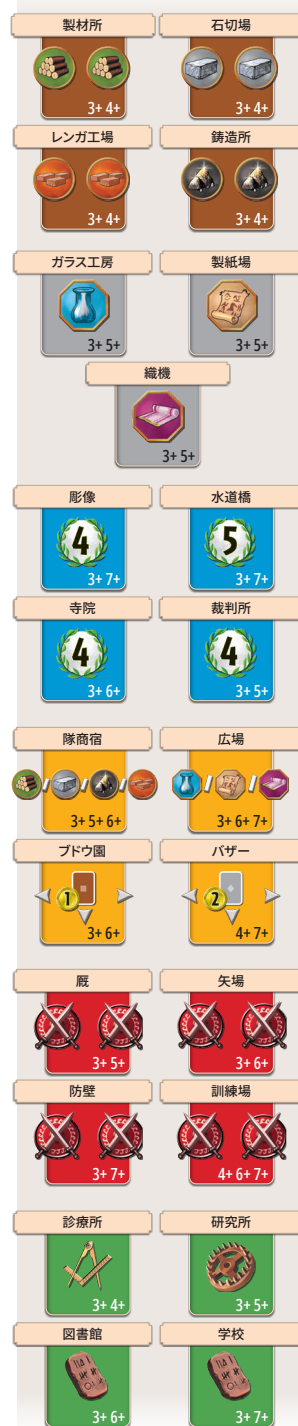 製材所
石切場
3+ 4+
3+ 4+
レンガ工場
鋳造所
3+ 4+
3+ 4+
ガラス工房
製紙場
3+ 5+
3+ 5+
織機
3+ 5+
彫像
水道橋
4
5
3+ 7+
3+ 7+
寺院
裁判所
4
4
3+ 6+
3+ 5+
隊商宿
広場
3+ 5+ 6+
3+ 6+ 7+
ブドウ園
バザー
1
2
3+ 6+
4+ 7+
厩
矢場
3+ 5+
3+ 6+
防壁
訓練場
3+ 7+
4+ 6+ 7+
診療所
研究所
3+ 4+
3+ 5+
図書館
学校
3+ 6+
3+ 7+